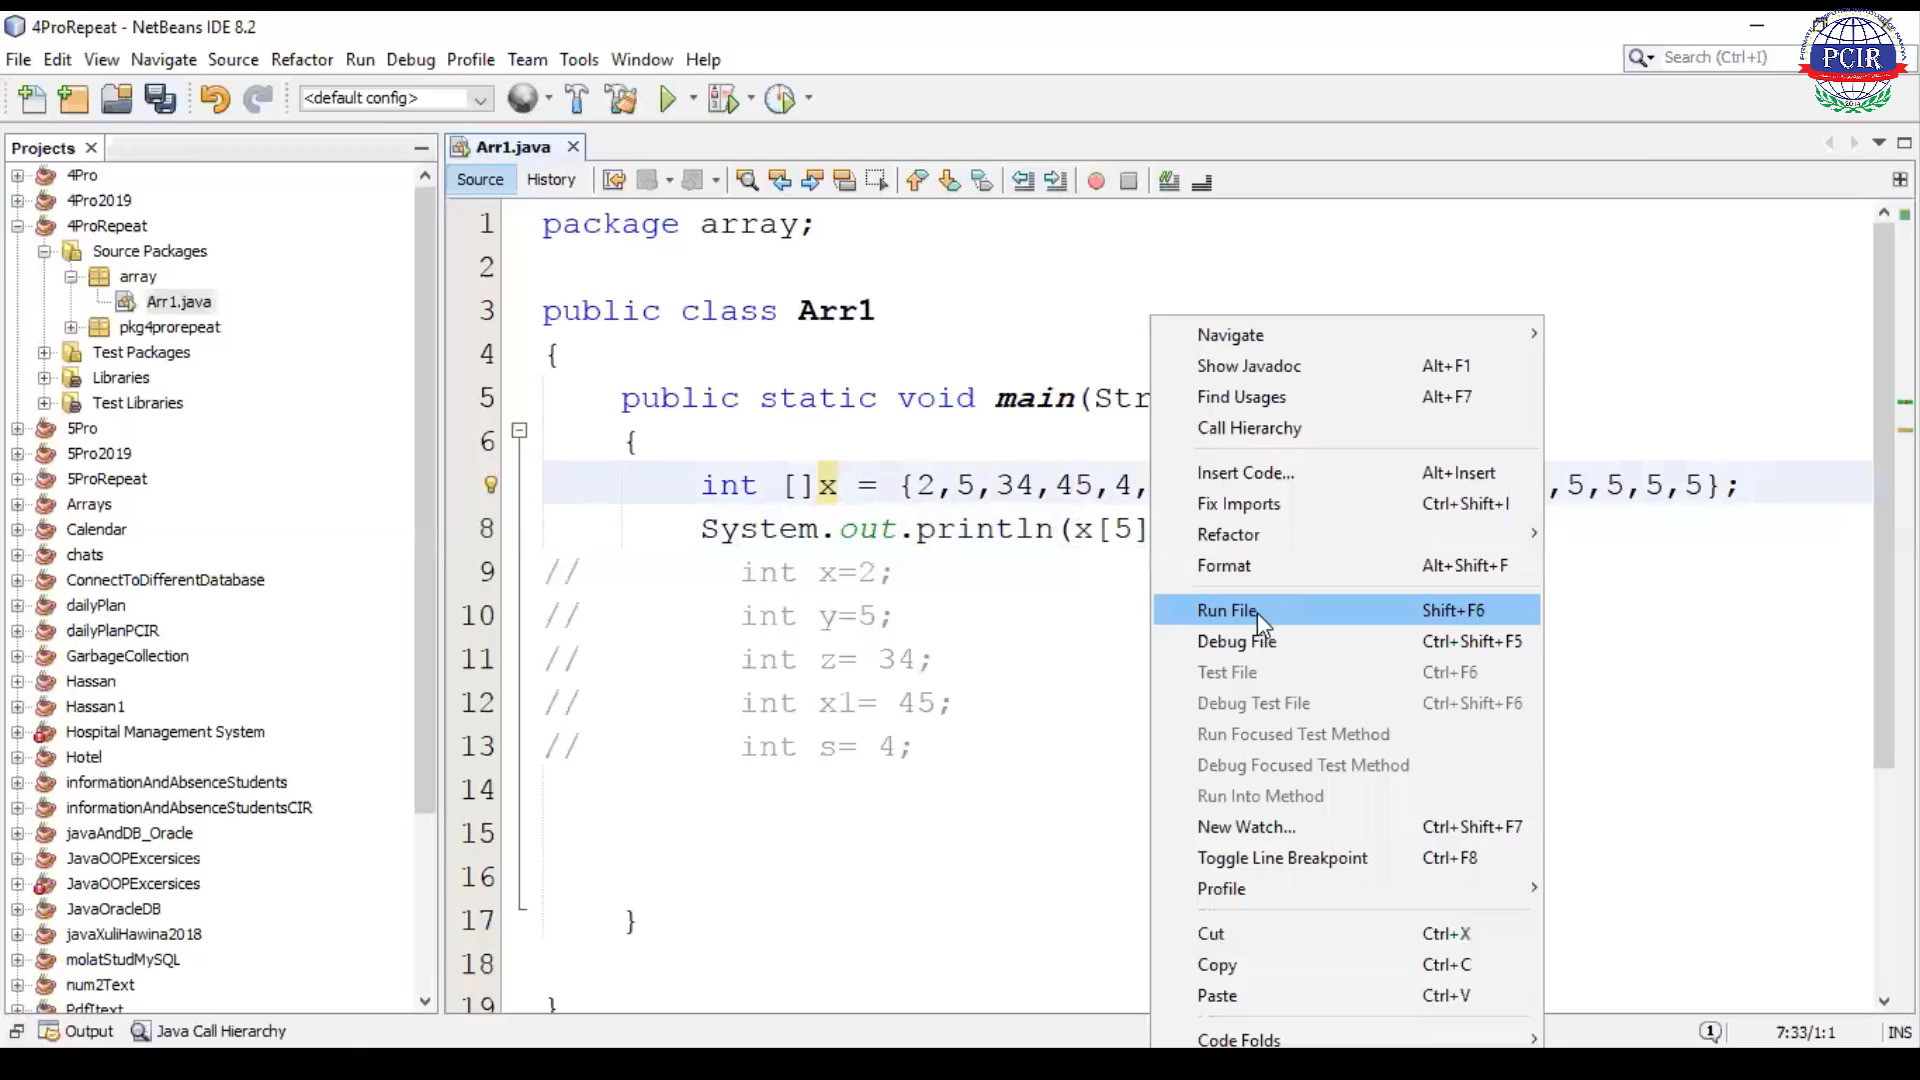 4ProRepeat - NetBeans IDE 8.2
File Edit View Navigate Source Refactor Run Debug Profile Team Tools Window Help
Search (Ctrl+I)
PCIR
2014
<default config>
Projects
4Pro
4Pro2019
4ProRepeat
Source Packages
array
Arr1.java
pkg4prorepeat
Test Packages
Libraries
Test Libraries
5Pro
5Pro2019
5ProRepeat
Arrays
Calendar
chats
ConnectToDifferentDatabase
dailyPlan
dailyPlanPCIR
GarbageCollection
Hassan
Hassan1
Hospital Management System
Hotel
informationAndAbsenceStudents
informationAndAbsenceStudentsCIR
javaAndDB_Oracle
JavaOOPExcersices
JavaOOPExcersices
JavaOracleDB
javaXuliHawina2018
molatStudMySQL
num2Text
PdfItext
Arr1.java
Source History
1 package array;
2
3 public class Arr1
4 {
5 public static void main(Str
6 {
int []x = {2,5,34,45,4, ,5,5,5,5};
8 System.out.println(x[5]
9 // int x=2;
10 // int y=5;
11 // int z= 34;
12 // int x1= 45;
13 // int s= 4;
14
15
16
17 }
18
19 }
Navigate
Show Javadoc Alt+F1
Find Usages Alt+F7
Call Hierarchy
Insert Code... Alt+Insert
Fix Imports Ctrl+Shift+I
Refactor
Format Alt+Shift+F
Run File Shift+F6
Debug File Ctrl+Shift+F5
Test File Ctrl+F6
Debug Test File Ctrl+Shift+F6
Run Focused Test Method
Debug Focused Test Method
Run Into Method
New Watch... Ctrl+Shift+F7
Toggle Line Breakpoint Ctrl+F8
Profile
Cut Ctrl+X
Copy Ctrl+C
Paste Ctrl+V
Code Folds
Output Java Call Hierarchy
1 7:33/1:1 INS